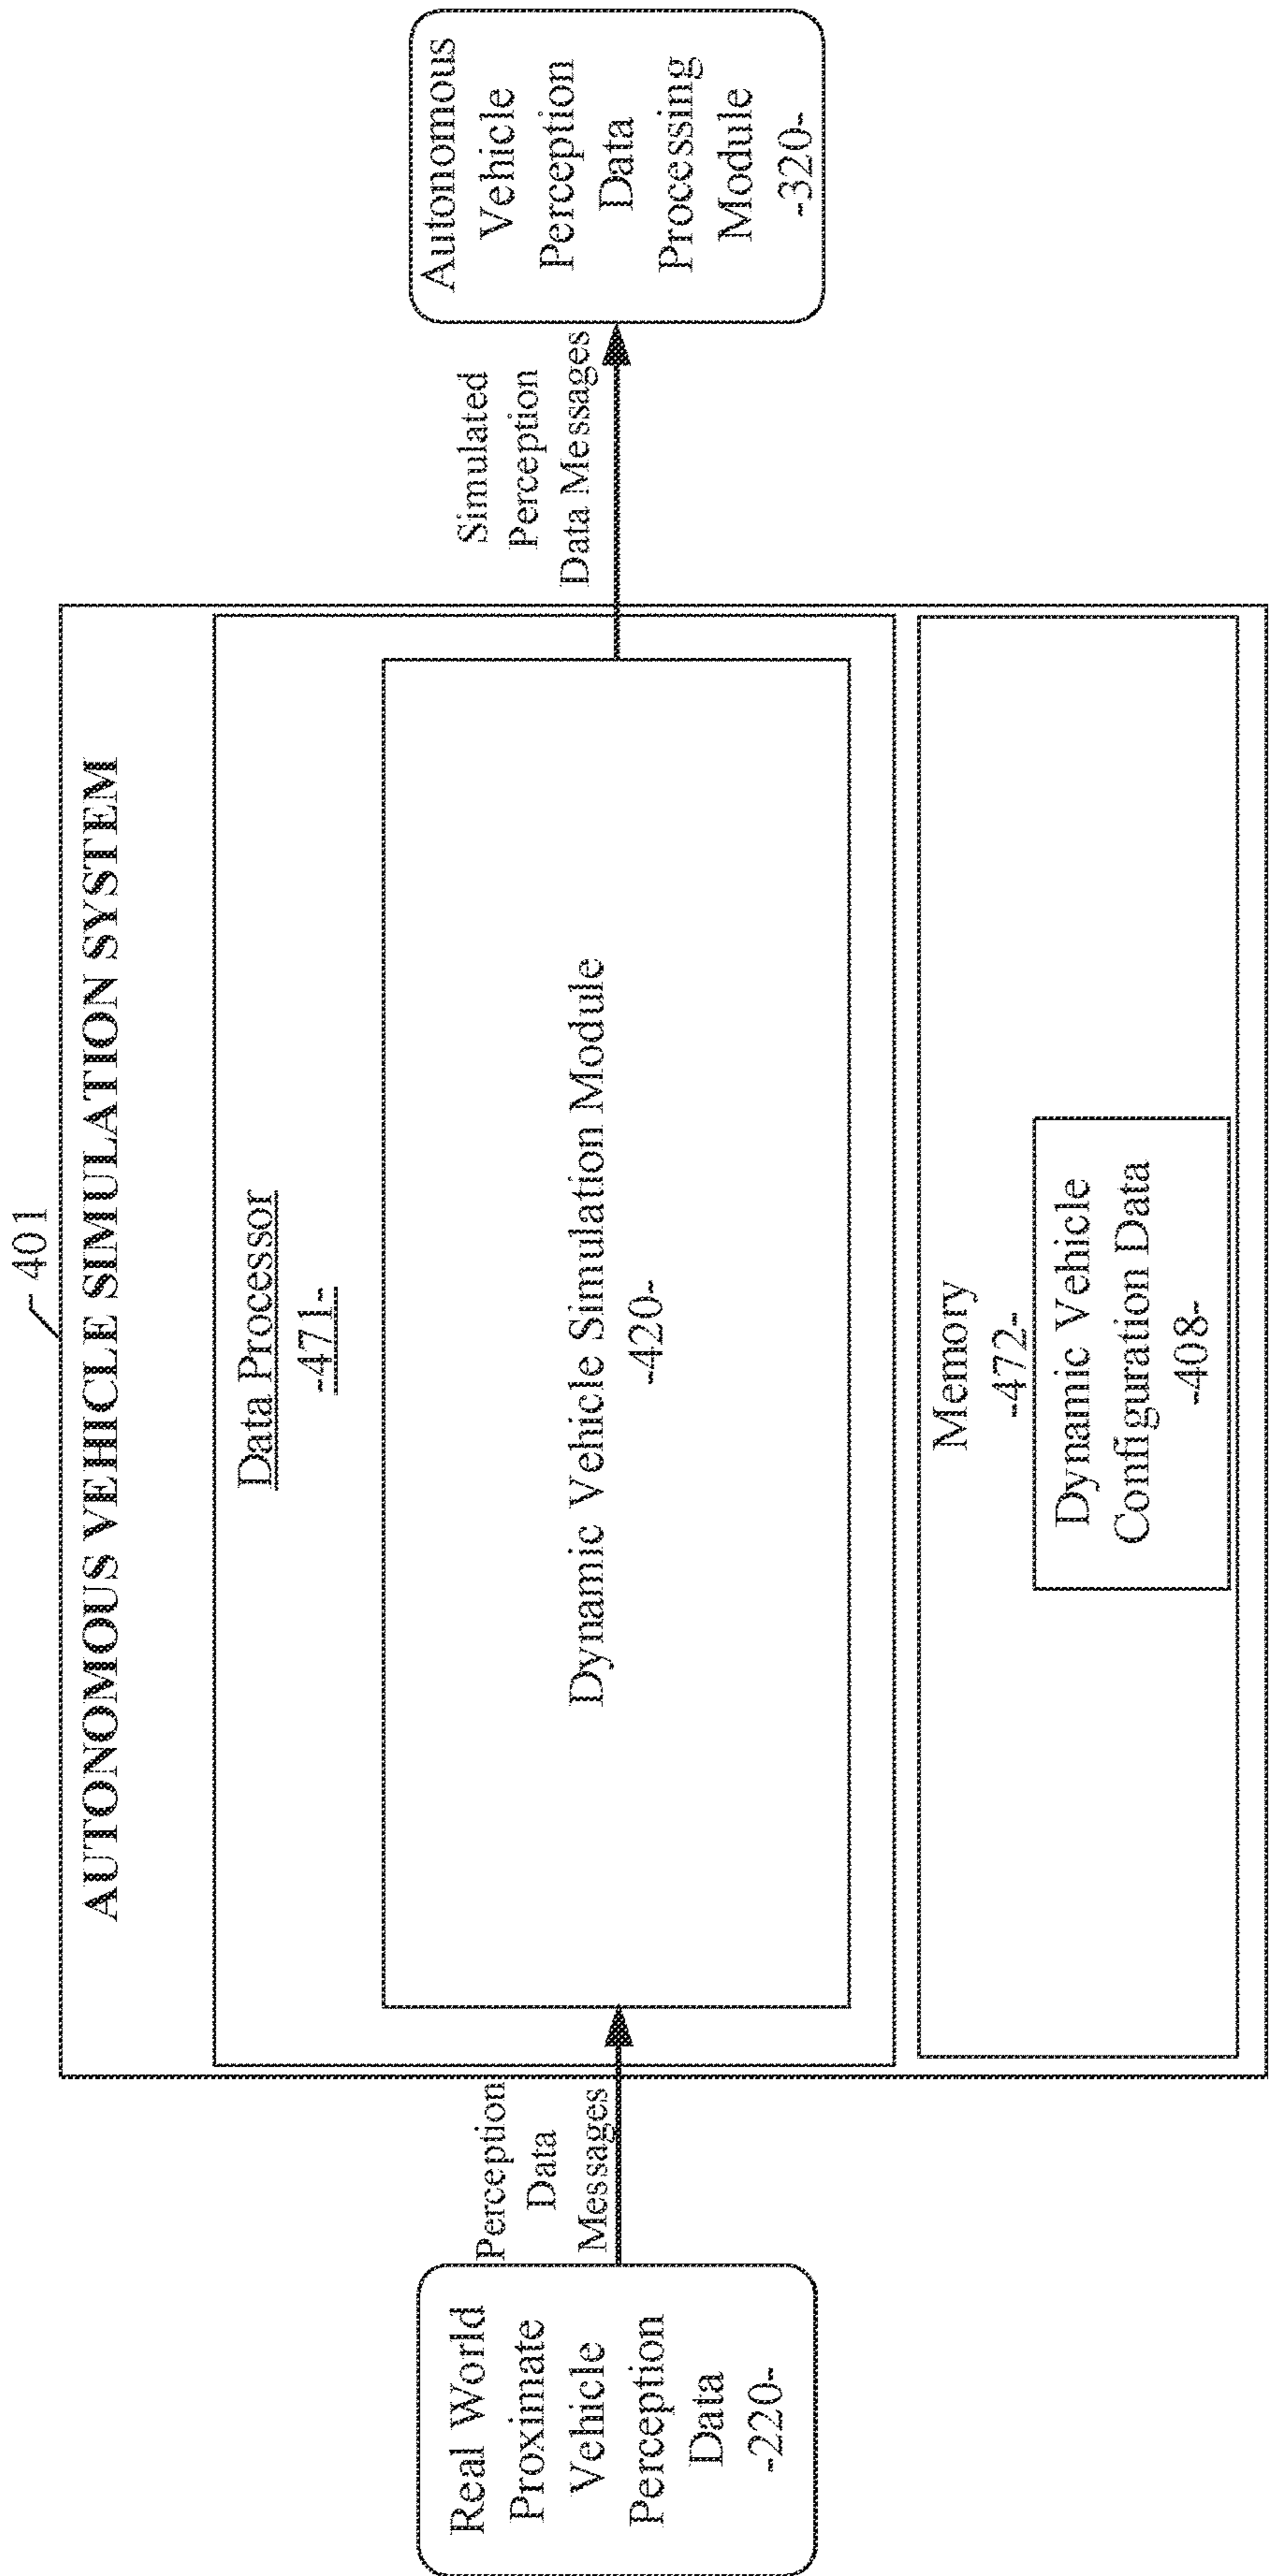 401
AUTONOMOUS VEHICLE SIMULATION SYSTEM
Real World
Proximate
Vehicle
Perception
Data
-220-
Perception
Data
Messages
Data Processor
-471-
Dynamic Vehicle Simulation Module
-420-
Memory
-472-
Dynamic Vehicle
Configuration Data
-408-
Simulated
Perception
Data Messages
Autonomous
Vehicle
Perception
Data
Processing
Module
-320-